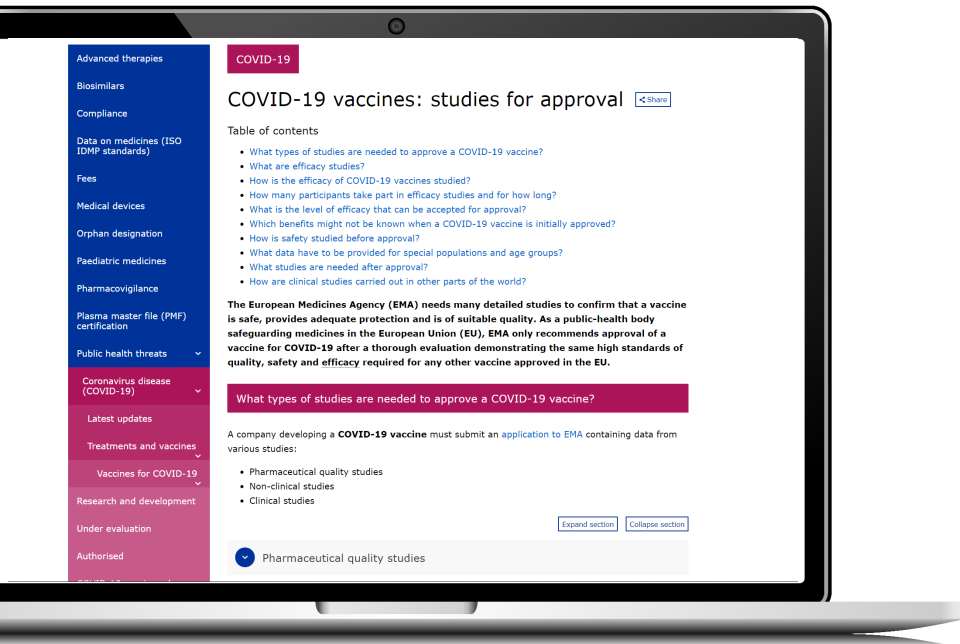 Advanced therapies
Biosimilars
Compliance
Data on medicines (ISO
IDMP standards)
Fees
Medical devices
Orphan designation
Paediatric medicines
Pharmacovigilance
Plasma master file (PMF)
certification
Public health threats
Coronavirus disease
(COVID-19)
Latest updates
Treatments and vaccines
Vaccines for COVID-19
Research and development
Under evaluation
Authorised
COVID-19
COVID-19 vaccines: studies for approval
Share
Table of contents
• What types of studies are needed to approve a COVID-19 vaccine?
• What are efficacy studies?
• How is the efficacy of COVID-19 vaccines studied?
• How many participants take part in efficacy studies and for how long?
• What is the level of efficacy that can be accepted for approval?
• Which benefits might not be known when a COVID-19 vaccine is initially approved?
• How is safety studied before approval?
• What data have to be provided for special populations and age groups?
• What studies are needed after approval?
• How are clinical studies carried out in other parts of the world?
The European Medicines Agency (EMA) needs many detailed studies to confirm that a vaccine
is safe, provides adequate protection and is of suitable quality. As a public-health body
safeguarding medicines in the European Union (EU), EMA only recommends approval of a
vaccine for COVID-19 after a thorough evaluation demonstrating the same high standards of
quality, safety and efficacy required for any other vaccine approved in the EU.
What types of studies are needed to approve a COVID-19 vaccine?
A company developing a COVID-19 vaccine must submit an application to EMA containing data from
various studies:
• Pharmaceutical quality studies
• Non-clinical studies
• Clinical studies
Expand section
Collapse section
Pharmaceutical quality studies